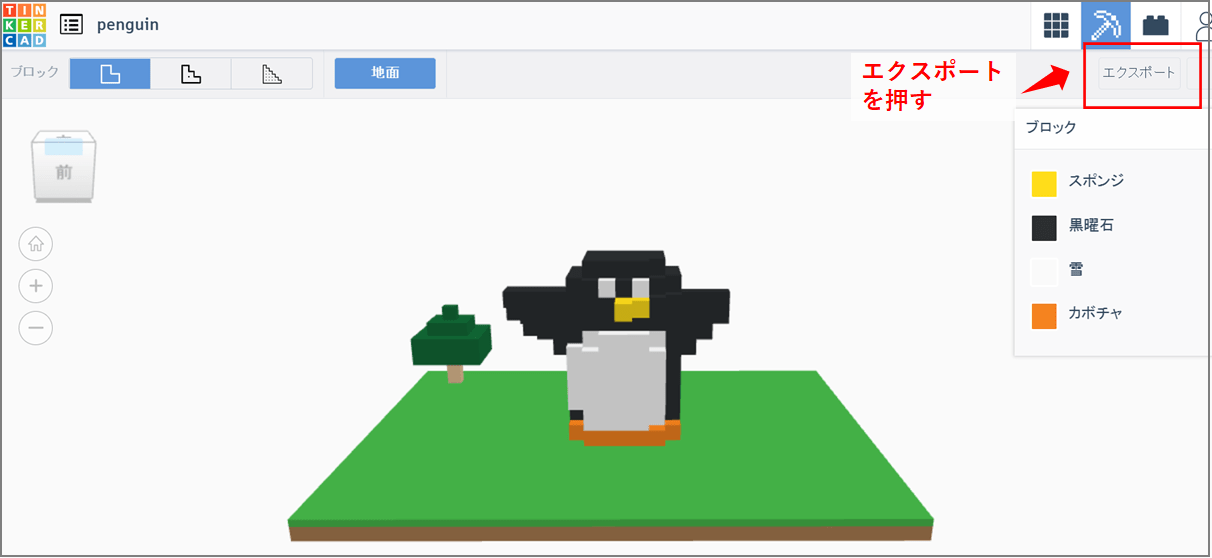 TIN
KER
CAD
penguin
ブロック
地面
エクスポート
を押す
エクスポート
ブロック
前
スポンジ
黒曜石
雪
カボチャ